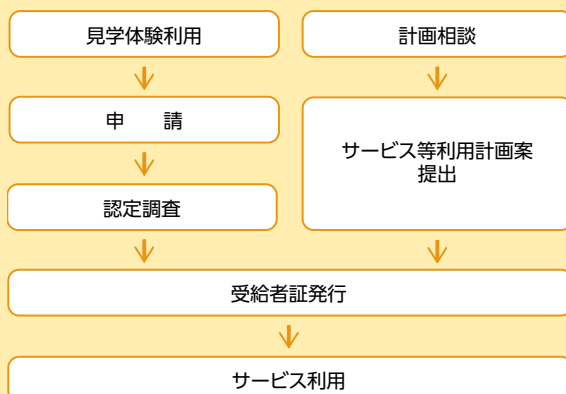 見学体験利用
計画相談
申　　請
サービス等利用計画案
提出
認定調査
受給者証発行
サービス利用